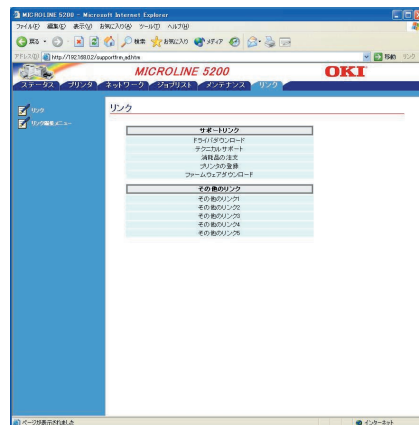 MICROLINE 5200 - Microsoft Internet Explorer
ファイル(F) 編集(E) 表示(V) お気に入り(A) ツール(T) ヘルプ(H)
戻る 検索 お気に入り メディア
アドレス(D) http://192.168.0.2/supportfrm_ad.htm 移動 リンク
MICROLINE 5200 OKI
ステータス プリンタ ネットワーク ジョブリスト メンテナンス リンク
リンク
リンク編集メニュー
リンク
サポートリンク
ドライバダウンロード
テクニカルサポート
消耗品の注文
プリンタの登録
ファームウェアダウンロード
その他のリンク
その他のリンク1
その他のリンク2
その他のリンク3
その他のリンク4
その他のリンク5
ページが表示されました インターネット